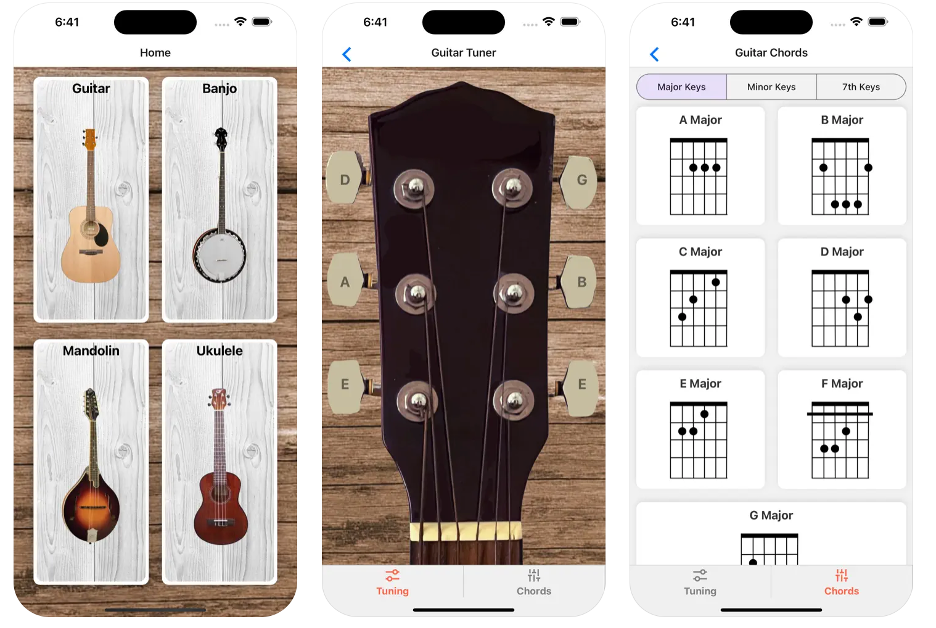 6:41
Home
Guitar
Banjo
Mandolin
Ukulele
6:41
Guitar Tuner
D
G
A
B
E
E
Tuning
Chords
6:41
Guitar Chords
Major Keys
Minor Keys
7th Keys
A Major
B Major
C Major
D Major
E Major
F Major
G Major
Tuning
Chords